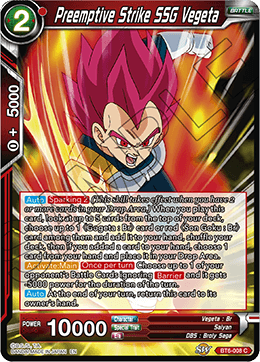 2
Preemptive Strike SSG Vegeta
BATTLE
+ 5000
Auto Sparking 2 (This skill takes effect when you have 2
or more cards in your Drop Area.) When you play this
card, look at up to 5 cards from the top of your deck,
choose up to 1 《Gogeta : Br》 card or red 《Son Goku : Br》
card among them and add it to your hand, shuffle your
deck, then if you added a card to your hand, choose 1
card from your hand and place it in your Drop Area.
Activate Main Once per turn Choose up to 1 of your
opponent's Battle Cards ignoring Barrier and it gets
-5000 power for the duration of the turn.
Auto At the end of your turn, return this card to its
owner's hand.
POWER 10000
Character Vegeta : Br
Special Trait Saiyan
Era DBS : Broly Saga
BT6-008 C